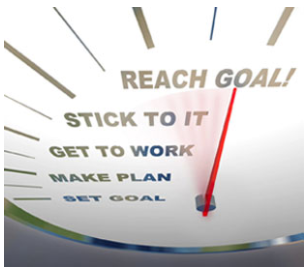 REACH GOAL!
STICK TO IT
GET TO WORK
MAKE PLAN
SET GOAL